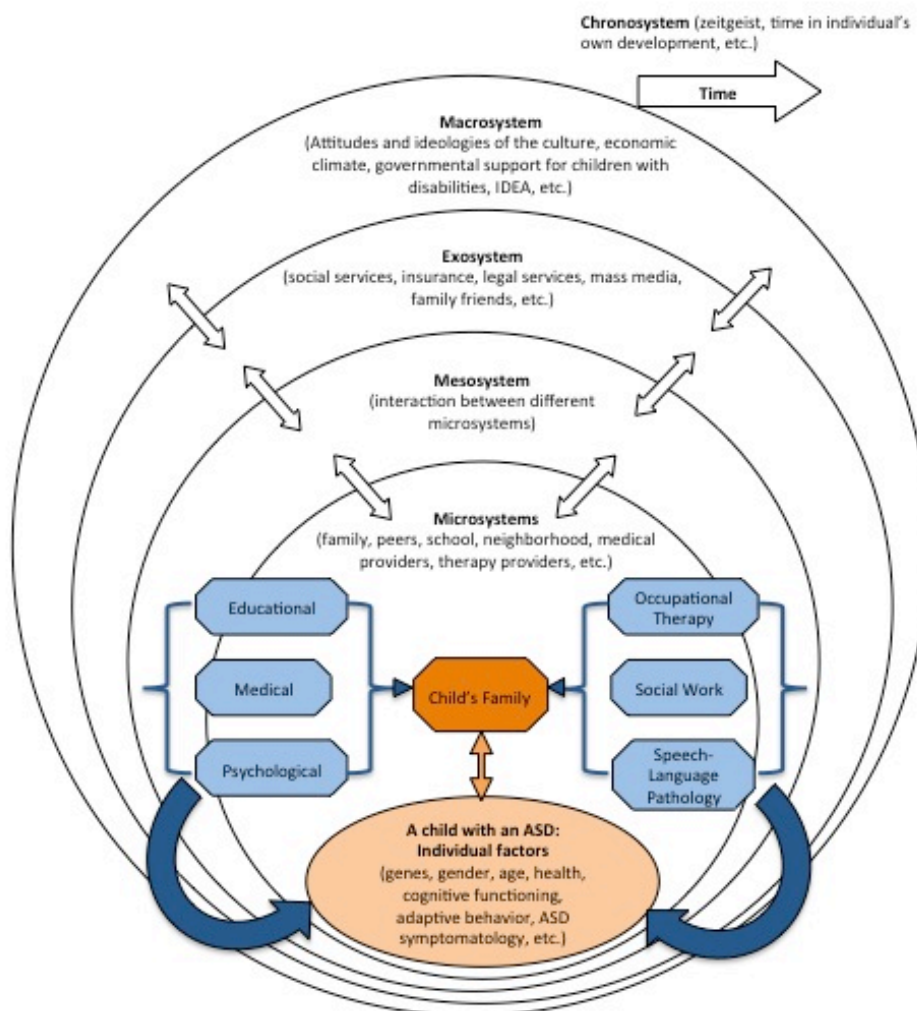 Chronosystem (zeitgeist, time in individual's
own development, etc.)
Time
Macrosystem
(Attitudes and ideologies of the culture, economic
climate, governmental support for children with
disabilities, IDEA, etc.)
Exosystem
(social services, insurance, legal services, mass media,
family friends, etc.)
Mesosystem
(interaction between different
microsystems)
Microsystems
(family, peers, school, neighborhood, medical
providers, therapy providers, etc.)
Educational
Medical
Psychological
Child's Family
Occupational
Therapy
Social Work
Speech-
Language
Pathology
A child with an ASD:
Individual factors
(genes, gender, age, health,
cognitive functioning,
adaptive behavior, ASD
symptomatology, etc.)